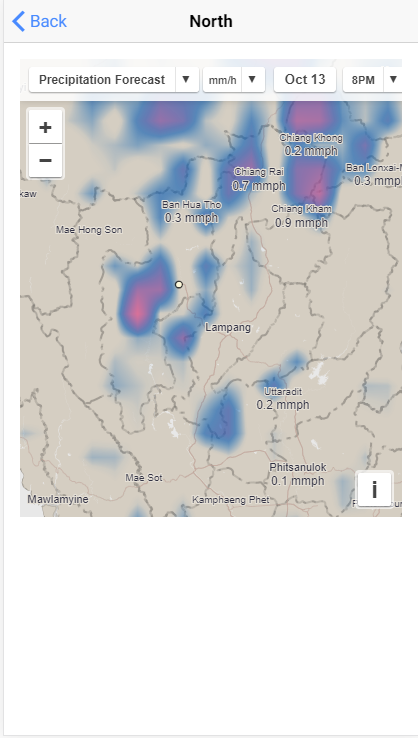 Back
North
Precipitation Forecast ▼
mm/h ▼
Oct 13
8PM ▼
+
−
Chiang Khong
0.2 mmph
Chiang Rai
0.7 mmph
Ban Lonxai-
0.3 mmp
kaw
Ban Hua Tho
0.3 mmph
Chiang Kham
0.9 mmph
Mae Hong Son
Lampang
Uttaradit
0.2 mmph
Phitsanulok
0.1 mmph
Mae Sot
Mawlamyine
Kamphaeng Phet
i